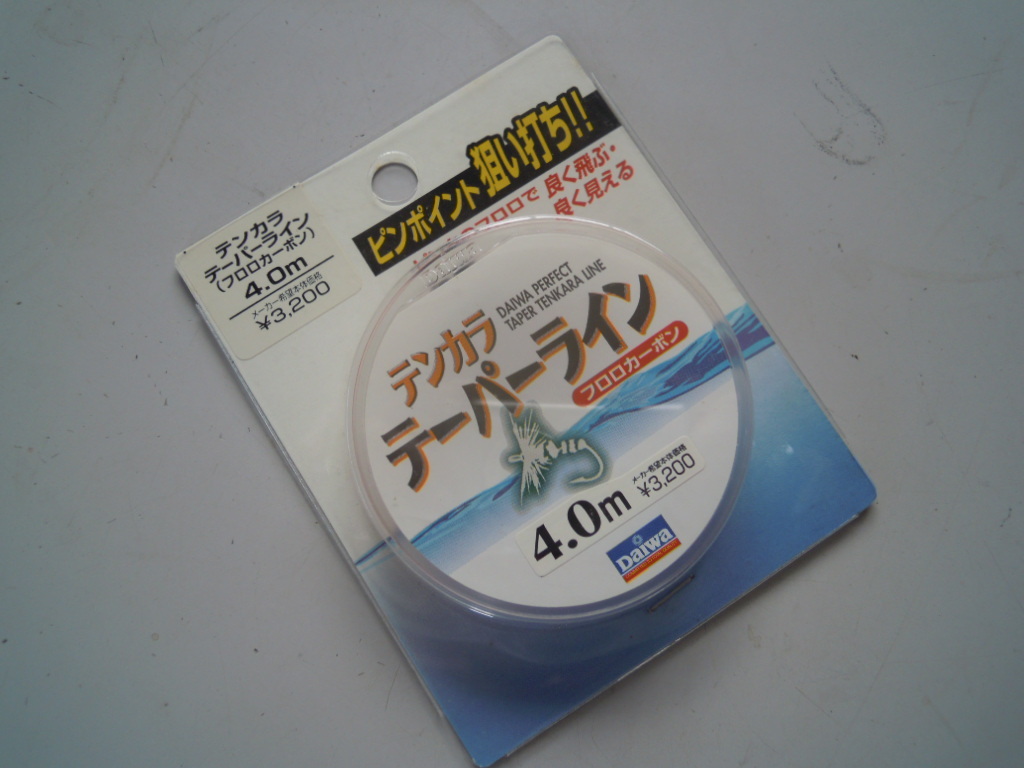 ピンポイント狙い打ち!!
フロロで良く飛ぶ・
良く見える
テンカラ
テーパーライン
(フロロカーボン)
4.0m
メーカー希望本体価格
¥3,200
テンカラ
DAIWA PERFECT
TAPER TENKARA LINE
テーパーライン
フロロカーボン
4.0m
メーカー希望本体価格
¥3,200
Daiwa